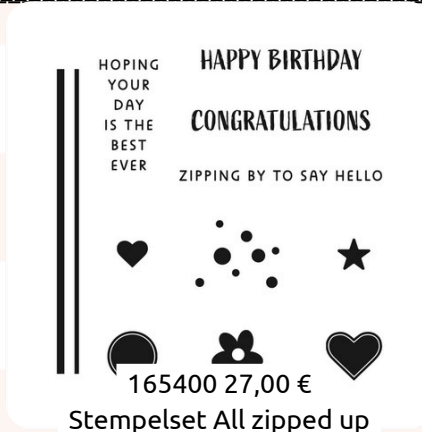 HOPING
YOUR
DAY
IS THE
BEST
EVER
HAPPY BIRTHDAY
CONGRATULATIONS
ZIPPING BY TO SAY HELLO
165400 27,00 €
Stempelset All zipped up